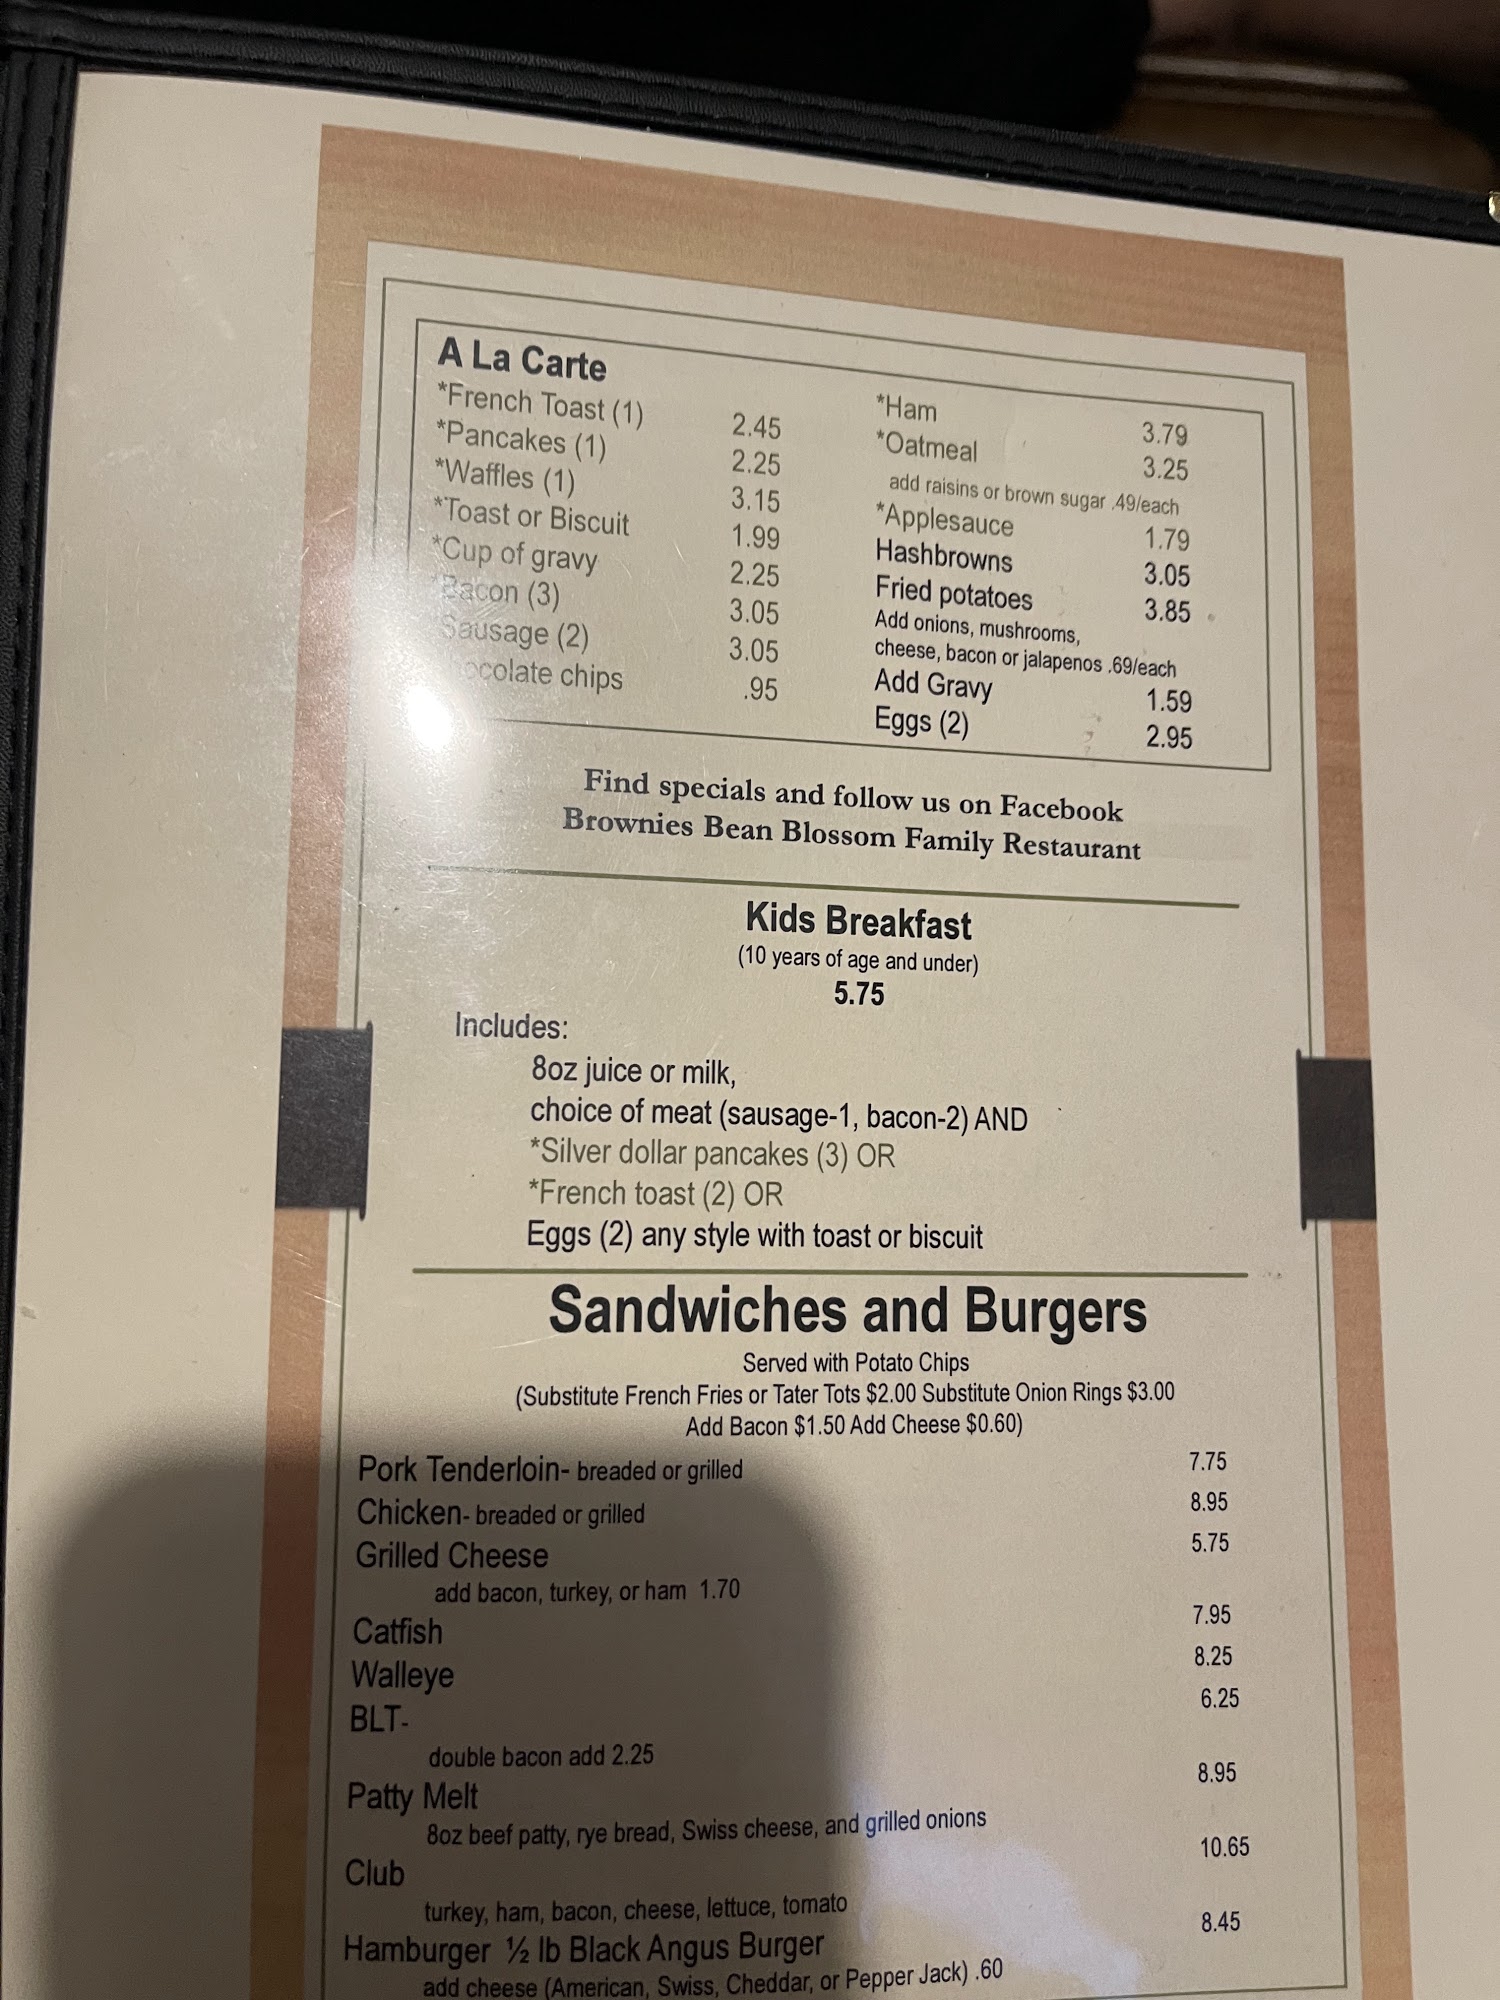 A La Carte
*French Toast (1) 2.45
*Pancakes (1) 2.25
*Waffles (1) 3.15
*Toast or Biscuit 1.99
*Cup of gravy 2.25
*Bacon (3) 3.05
Sausage (2) 3.05
ocolate chips .95
*Ham 3.79
*Oatmeal 3.25
add raisins or brown sugar .49/each
*Applesauce 1.79
Hashbrowns 3.05
Fried potatoes 3.85
Add onions, mushrooms,
cheese, bacon or jalapenos .69/each
Add Gravy 1.59
Eggs (2) 2.95
Find specials and follow us on Facebook
Brownies Bean Blossom Family Restaurant
Kids Breakfast
(10 years of age and under)
5.75
Includes:
8oz juice or milk,
choice of meat (sausage-1, bacon-2) AND
*Silver dollar pancakes (3) OR
*French toast (2) OR
Eggs (2) any style with toast or biscuit
Sandwiches and Burgers
Served with Potato Chips
(Substitute French Fries or Tater Tots $2.00 Substitute Onion Rings $3.00
Add Bacon $1.50 Add Cheese $0.60)
Pork Tenderloin- breaded or grilled 7.75
Chicken- breaded or grilled 8.95
Grilled Cheese 5.75
add bacon, turkey, or ham 1.70
Catfish 7.95
Walleye 8.25
BLT- 6.25
double bacon add 2.25
Patty Melt 8.95
8oz beef patty, rye bread, Swiss cheese, and grilled onions
Club 10.65
turkey, ham, bacon, cheese, lettuce, tomato
Hamburger ½ lb Black Angus Burger 8.45
add cheese (American, Swiss, Cheddar, or Pepper Jack) .60